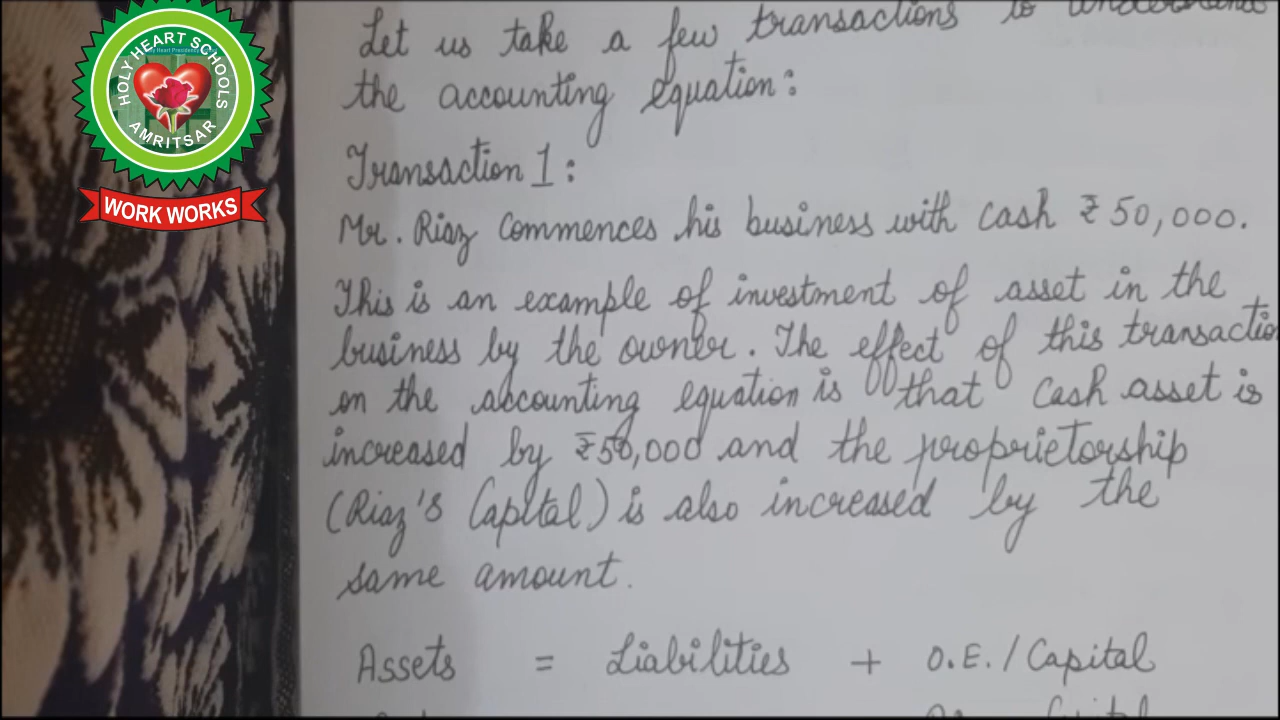 HOLY HEART SCHOOLS
AMRITSAR
WORK WORKS
Let us take a few transactions to understand
the accounting equation:
Transaction 1:
Mr. Riaz Commences his business with cash ₹ 50,000.
This is an example of investment of asset in the
business by the owner. The effect of this transactio
on the accounting equation is that cash asset is
increased by ₹50,000 and the proprietorship
(Riaz's Capital) is also increased by the
same amount.
Assets = Liabilities + O.E./Capital